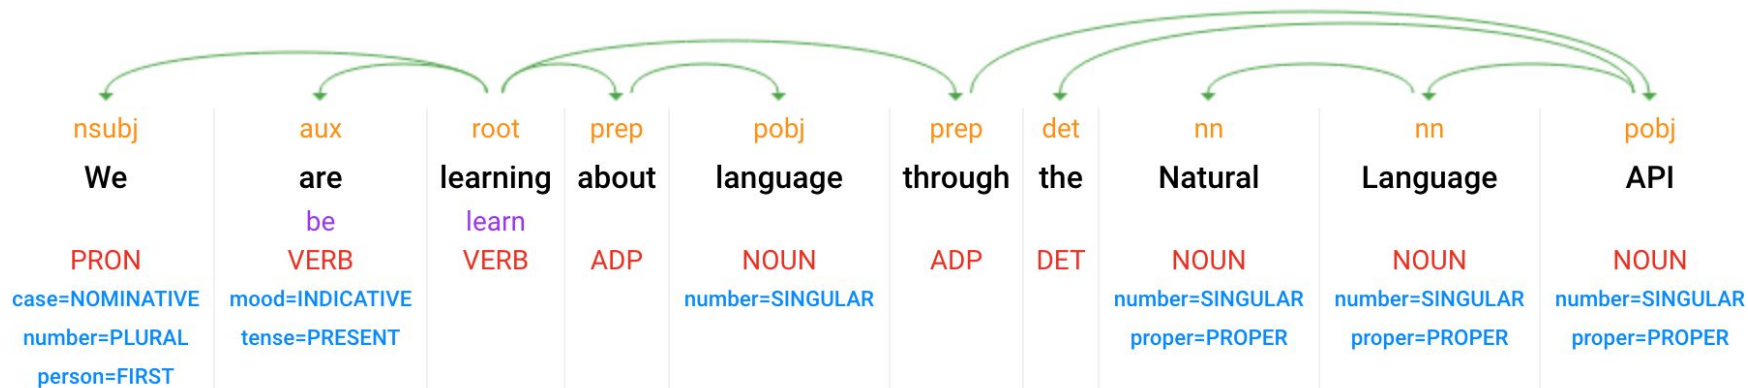 nsubj aux root prep pobj prep det nn nn pobj
We are learning about language through the Natural Language API
be learn
PRON VERB VERB ADP NOUN ADP DET NOUN NOUN NOUN
case=NOMINATIVE mood=INDICATIVE number=SINGULAR number=SINGULAR number=SINGULAR number=SINGULAR
number=PLURAL tense=PRESENT proper=PROPER proper=PROPER proper=PROPER
person=FIRST